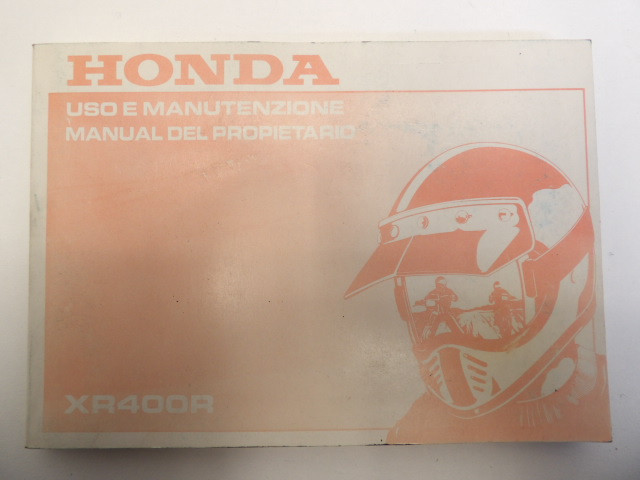 HONDA
USO E MANUTENZIONE
MANUAL DEL PROPIETARIO
XR400R